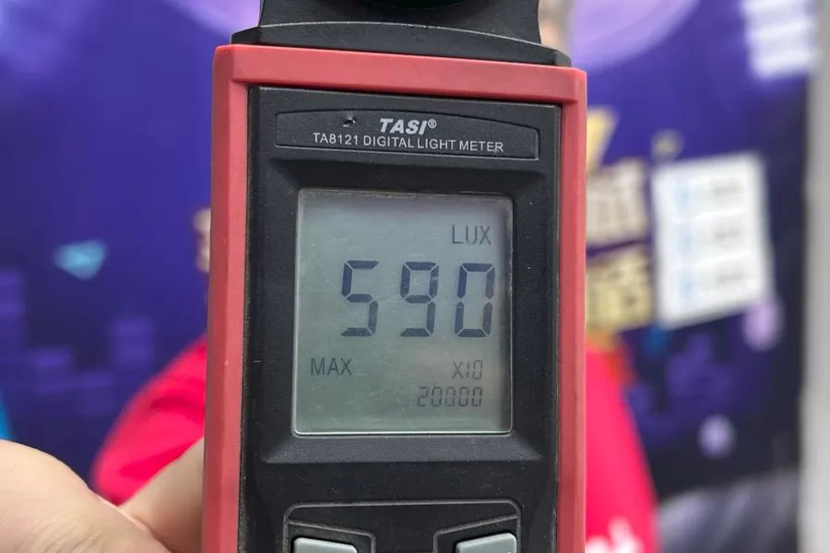 TASI®
TA8121 DIGITAL LIGHT METER
LUX
590
MAX X10
20000